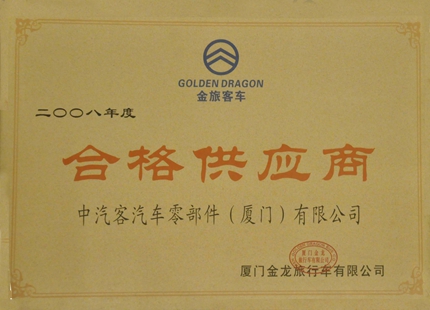 GOLDEN DRAGON
金旅客车
二〇〇八年度
合格供应商
中汽客汽车零部件（厦门）有限公司
厦门金龙旅行车有限公司